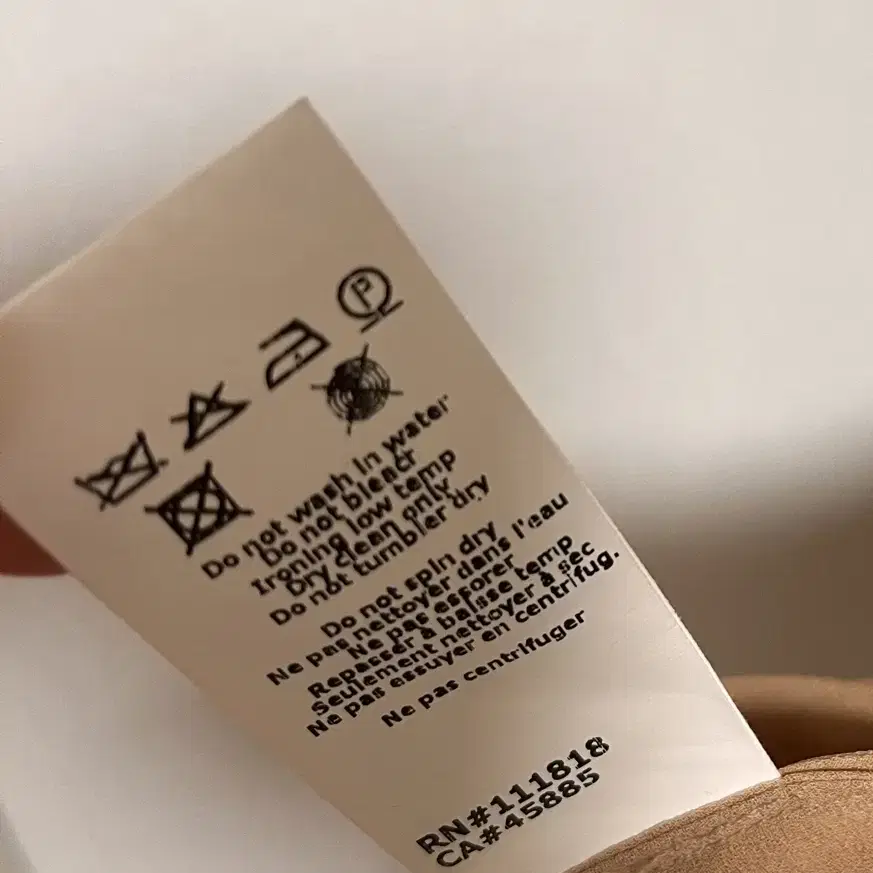 P
Do not wash in water
Do not bleach
Ironing low temp
Dry clean only
Do not tumbler dry
Do not spin dry
Ne pas nettoyer dans l'eau
Ne pas esporer
Repasser à baisse temp
Seulement nettoyer à sec
Ne pas essuyer en centrifug.
Ne pas centrifuger
RN#111818
CA#45885